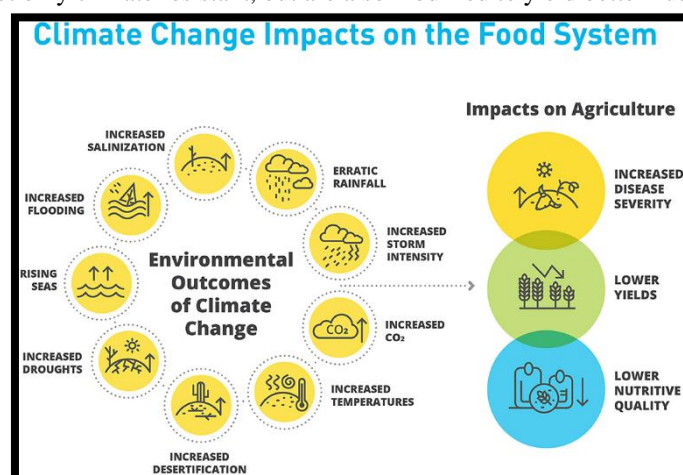 Climate Change Impacts on the Food System
Impacts on Agriculture
INCREASED
SALINIZATION
ERRATIC
RAINFALL
INCREASED
FLOODING
INCREASED
STORM
INTENSITY
RISING
SEAS
Environmental
Outcomes
of Climate
Change
CO₂
INCREASED
CO₂
INCREASED
DROUGHTS
INCREASED
TEMPERATURES
INCREASED
DESERTIFICATION
INCREASED
DISEASE
SEVERITY
LOWER
YIELDS
LOWER
NUTRITIVE
QUALITY